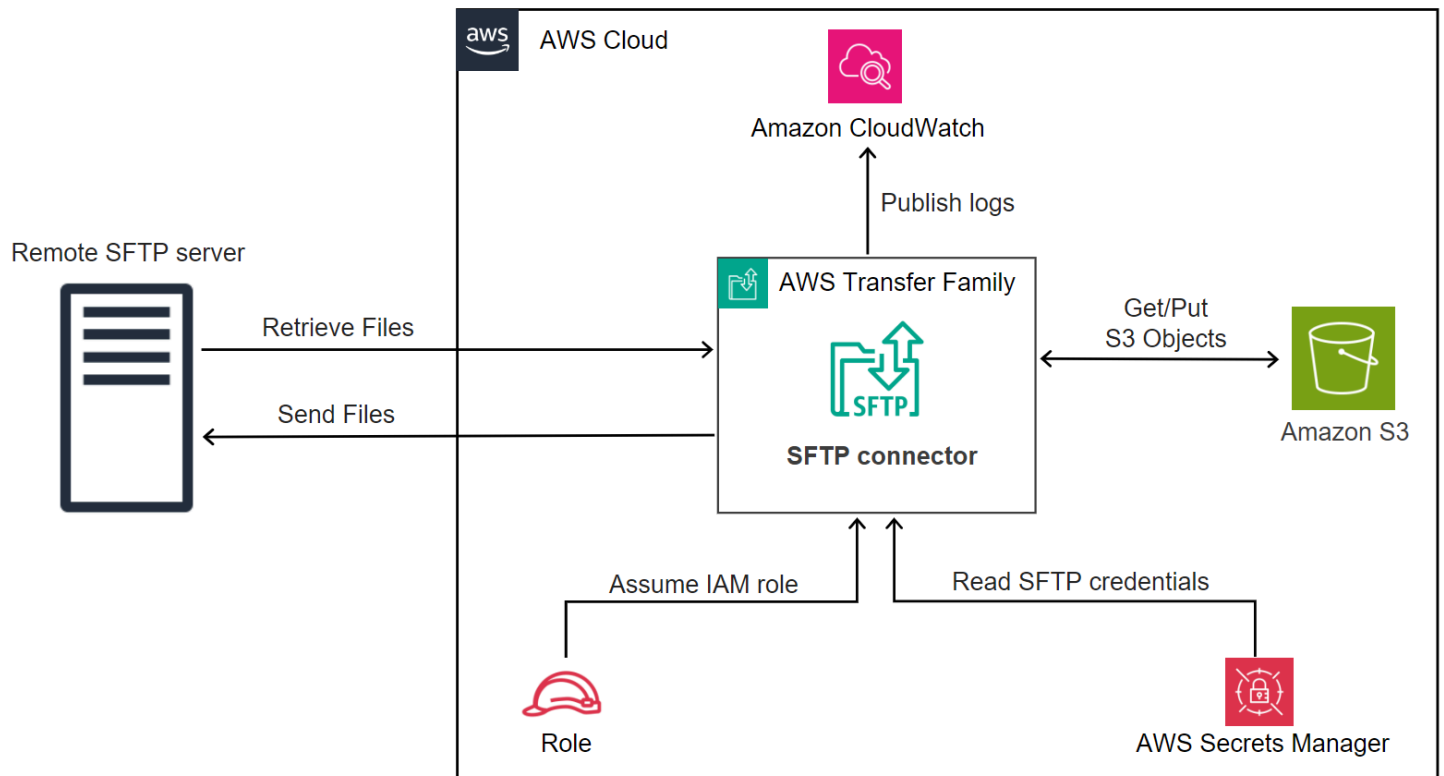 aws
AWS Cloud
Amazon CloudWatch
Publish logs
Remote SFTP server
AWS Transfer Family
Retrieve Files
Get/Put
S3 Objects
SFTP
Send Files
Amazon S3
SFTP connector
Assume IAM role
Read SFTP credentials
Role
AWS Secrets Manager